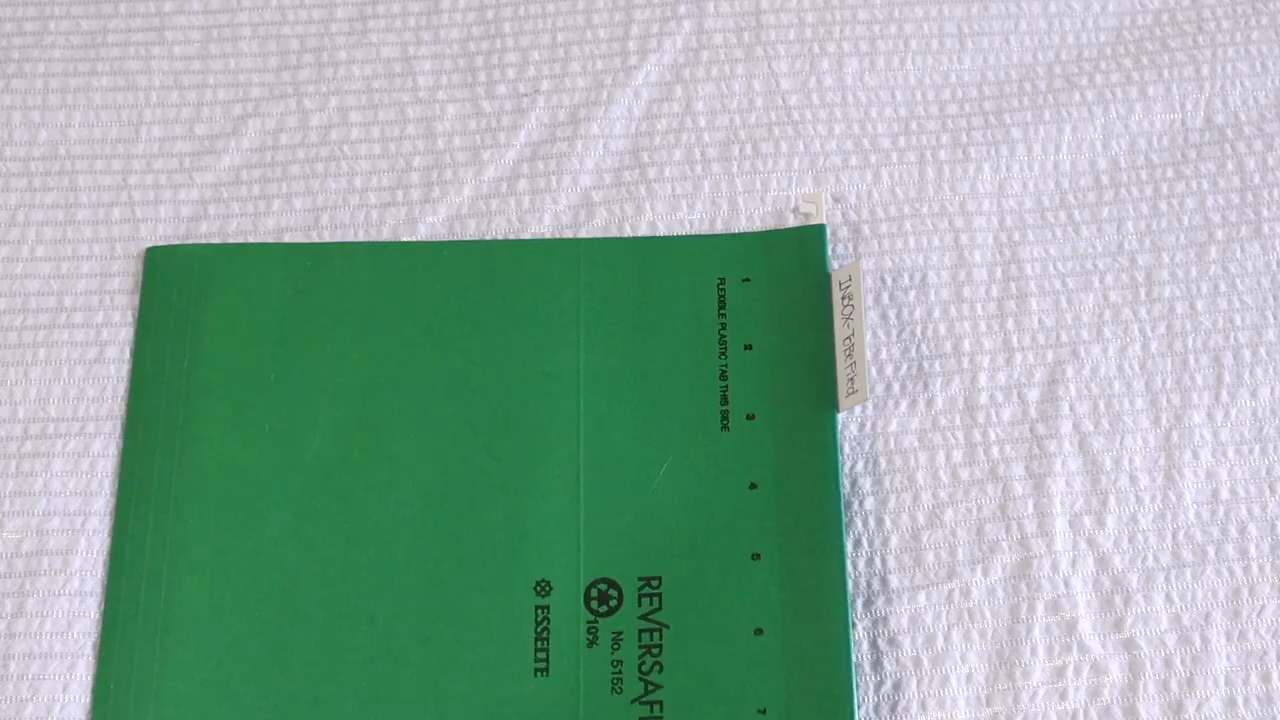 INBOX-To Be Filed
1 2 3 4 5 6 7
FLEXIBLE PLASTIC TAB THIS SIDE
No. 5152
10%
ESSELTE